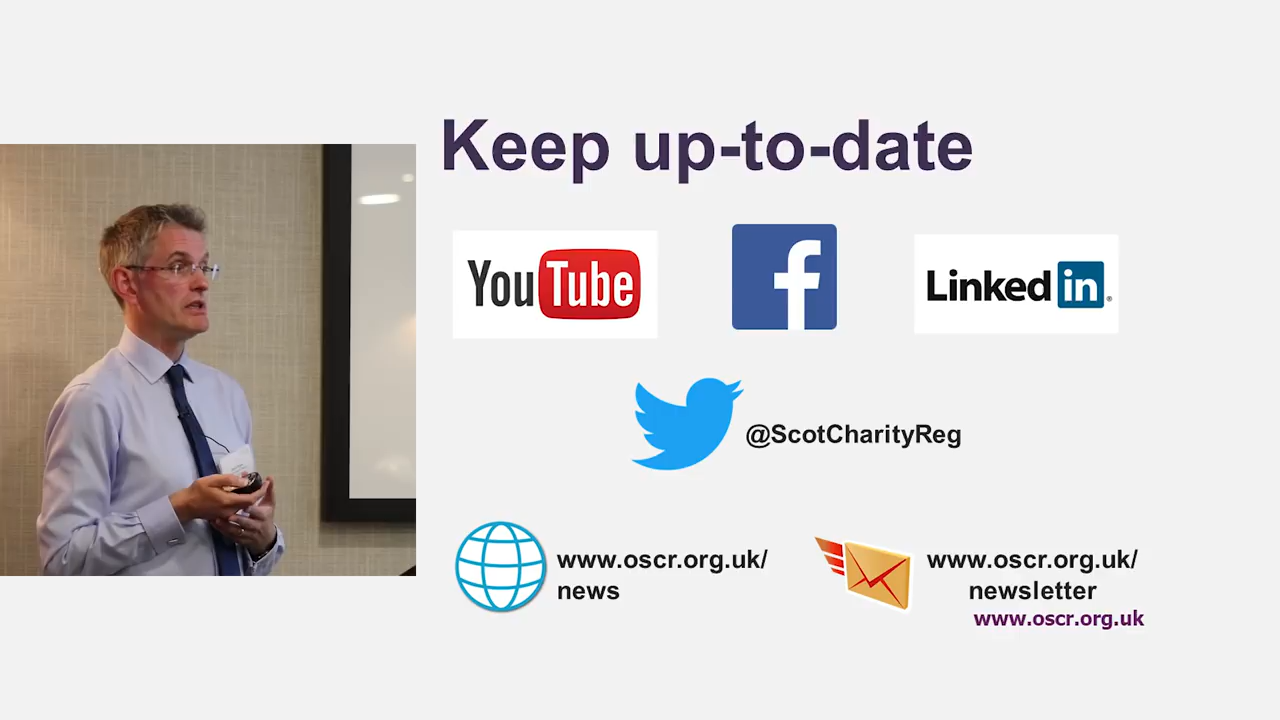 Keep up-to-date
YouTube
f
Linked in®
@ScotCharityReg
www.oscr.org.uk/
news
www.oscr.org.uk/
newsletter
www.oscr.org.uk